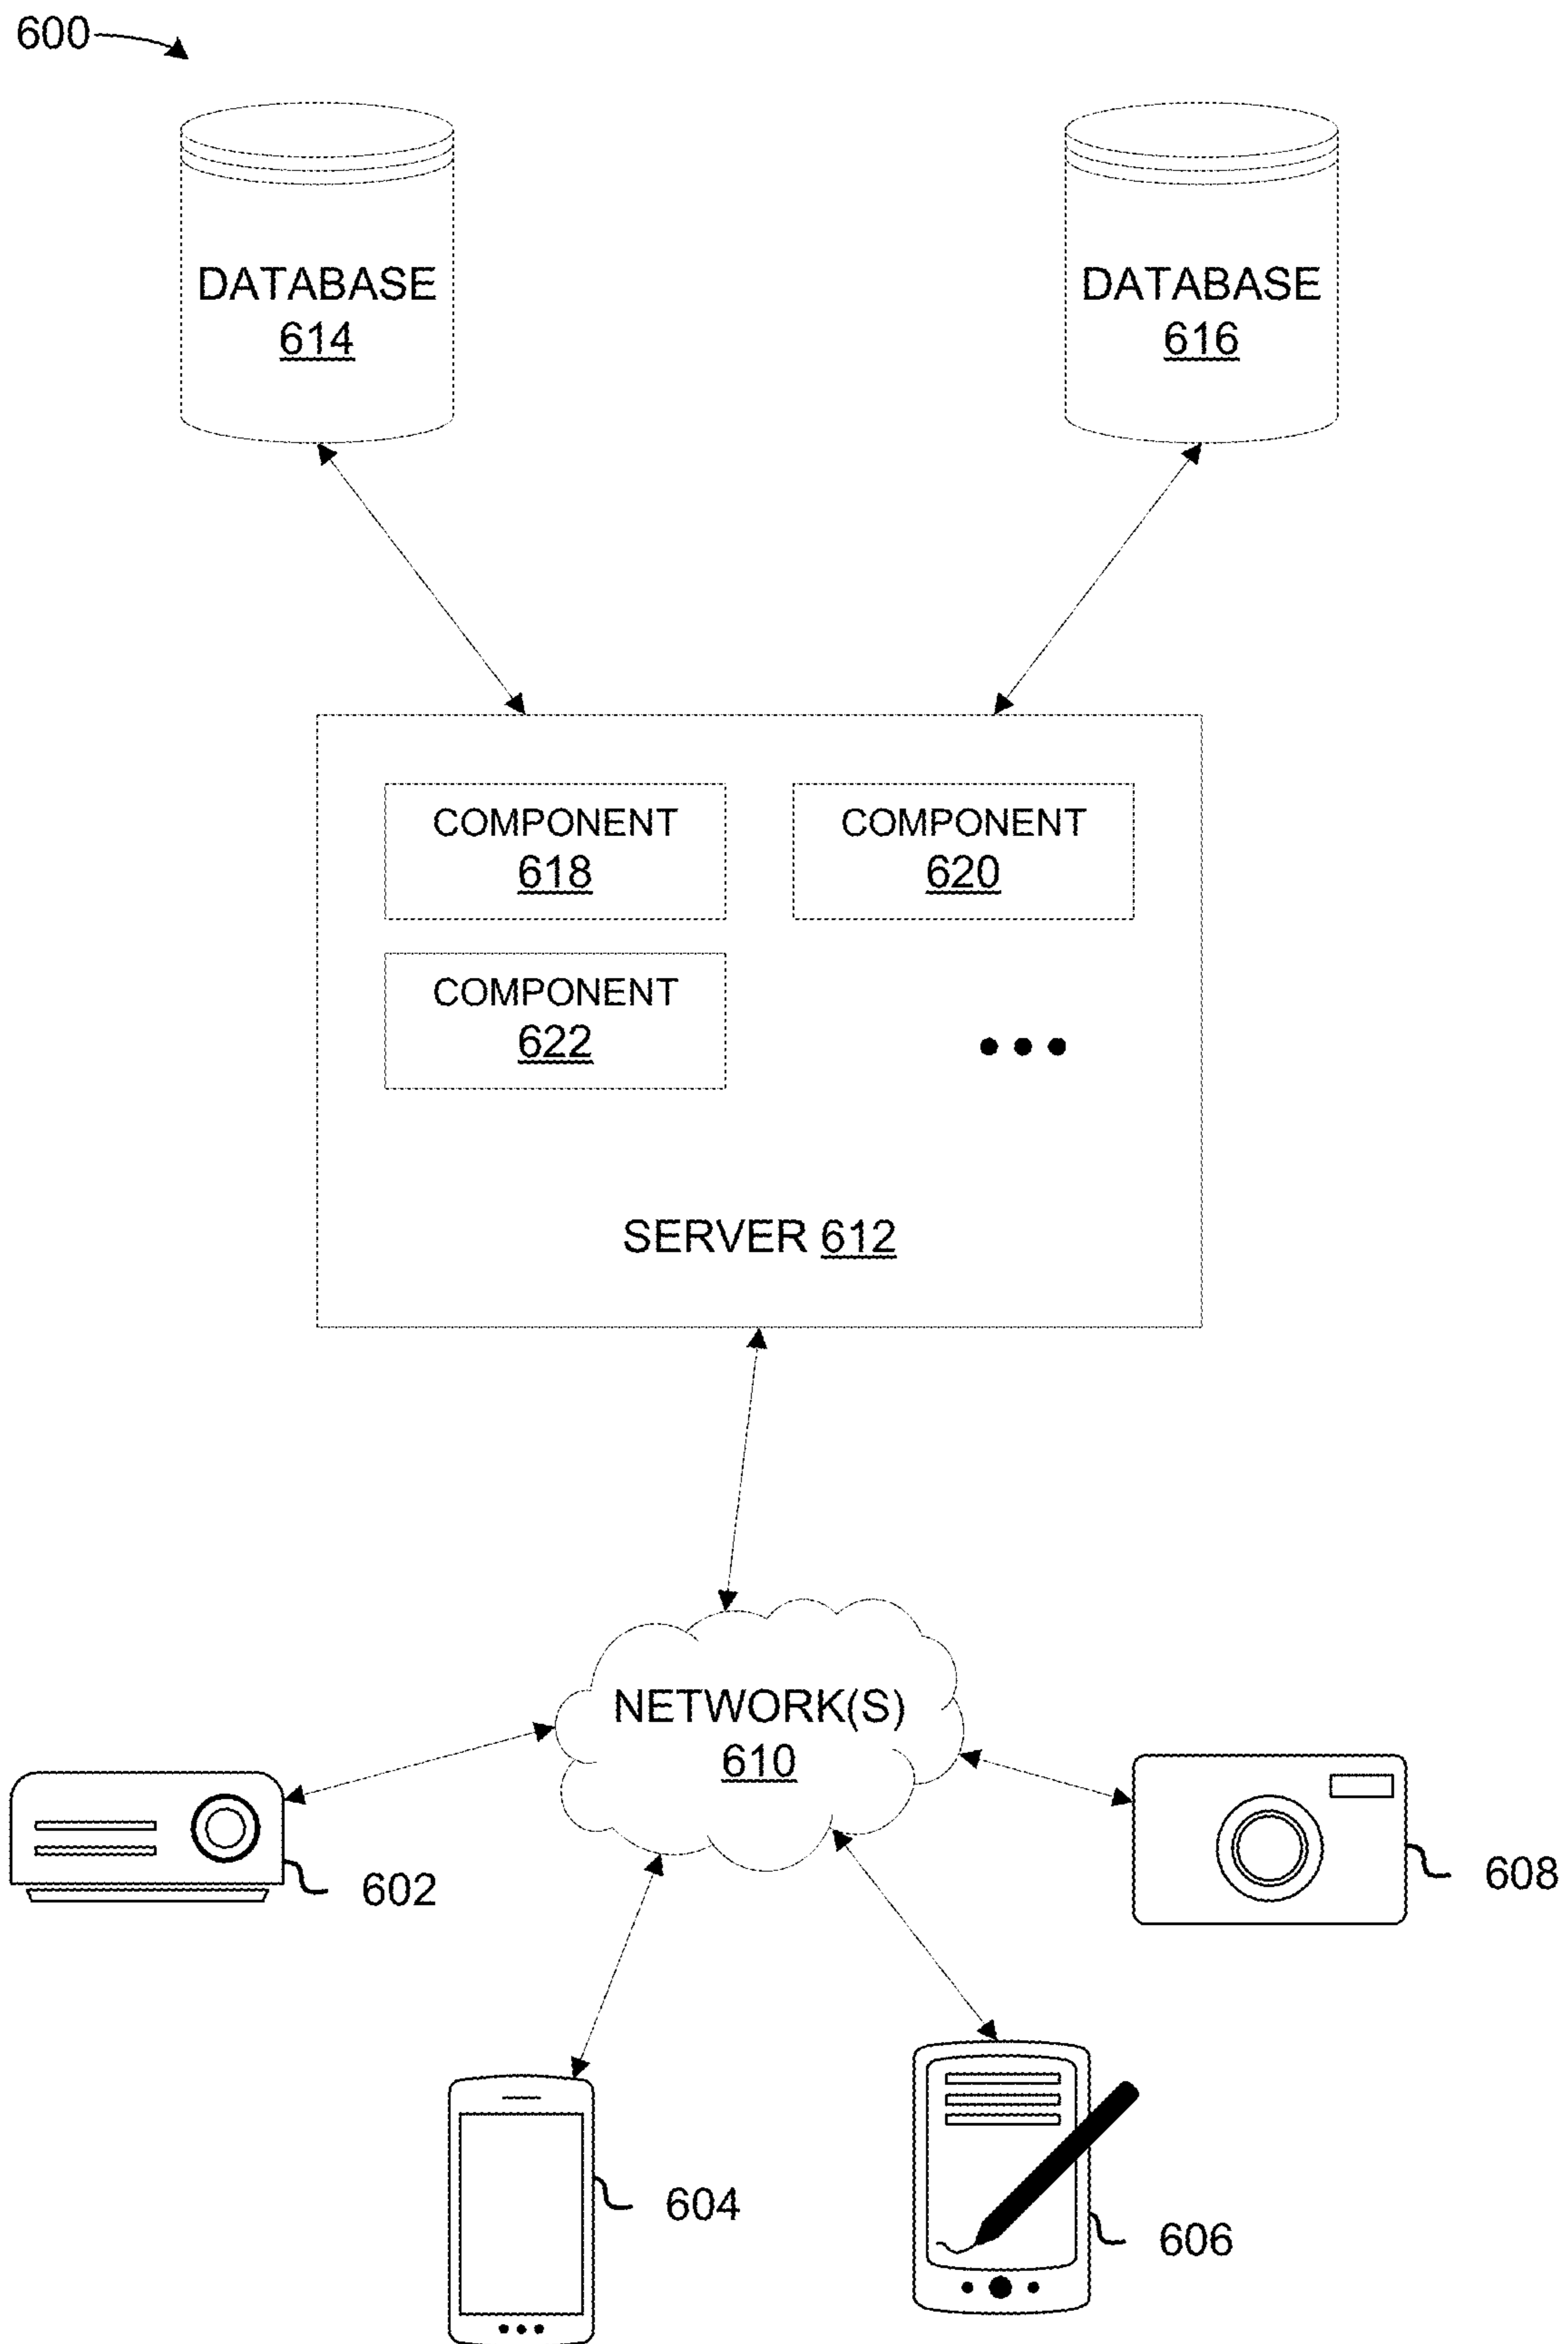 600
DATABASE
614
DATABASE
616
COMPONENT
618
COMPONENT
620
COMPONENT
622
SERVER 612
NETWORK(S)
610
602
608
604
606